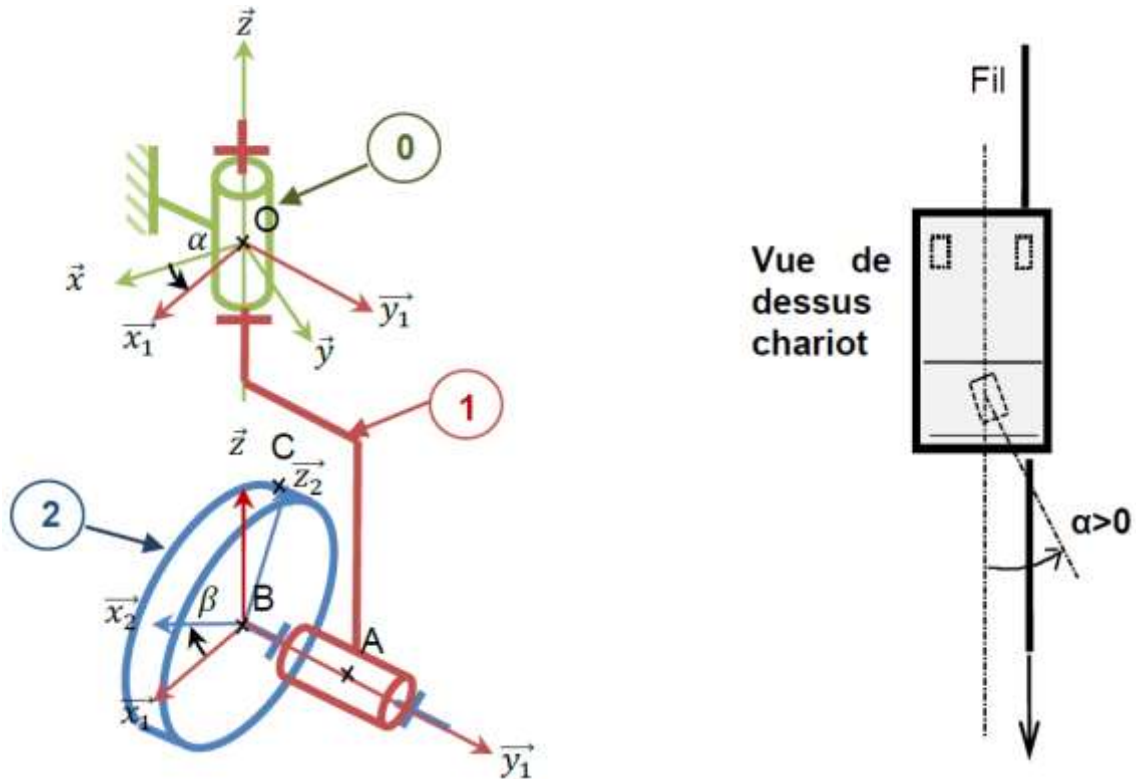 z⃗
0
O
α
x⃗
x₁⃗
y⃗
y₁⃗
1
z⃗
C
z₂⃗
2
x₂⃗
β
B
A
x₁⃗
y₁⃗
Fil
Vue de
dessus
chariot
α>0